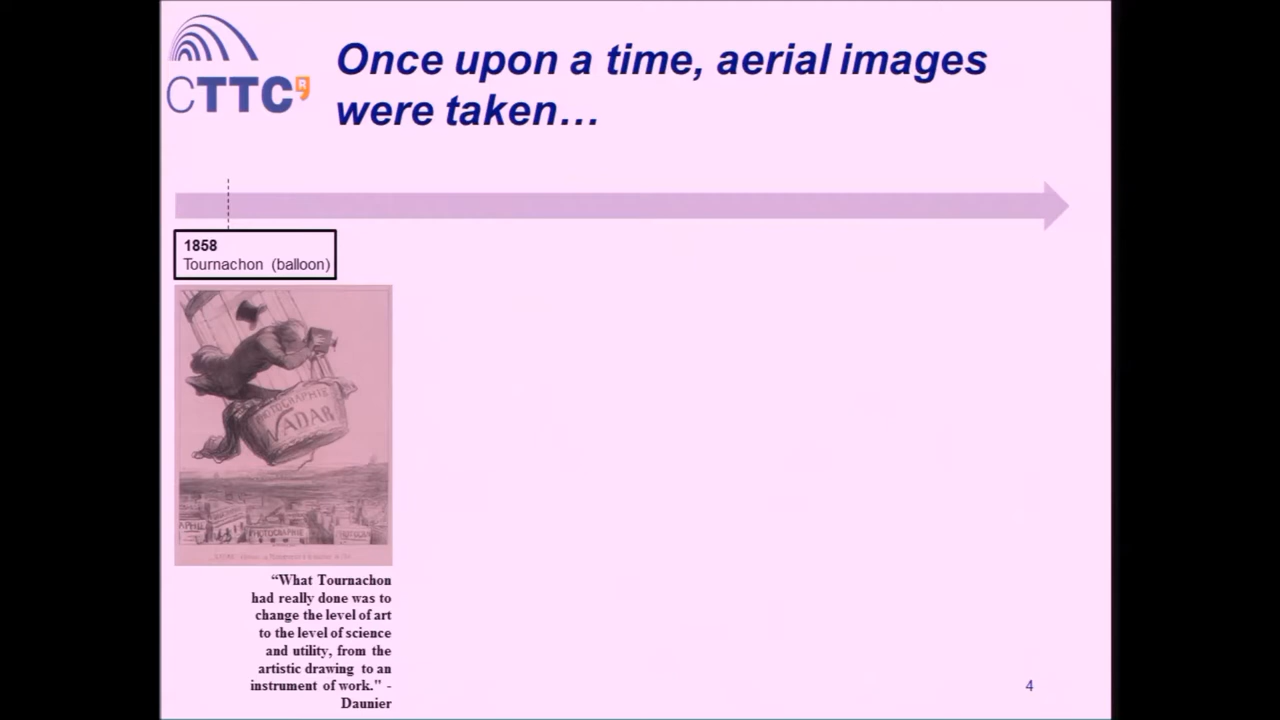 CTTC
R
Once upon a time, aerial images
were taken…
1858
Tournachon (balloon)
PHOTOGRAPHIE
NADAR
PHOTOGRAPHIE
“What Tournachon
had really done was to
change the level of art
to the level of science
and utility, from the
artistic drawing to an
instrument of work." -
Daunier
4